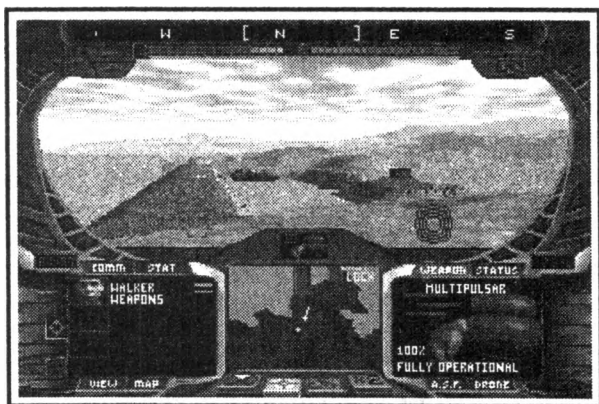 W [ N ] E S
COMM STAT
WALKER
WEAPONS
VIEW MAP
LOCK
WEAPON STATUS
MULTIPULSAR
100%
FULLY OPERATIONAL
A.S.F. DRONE